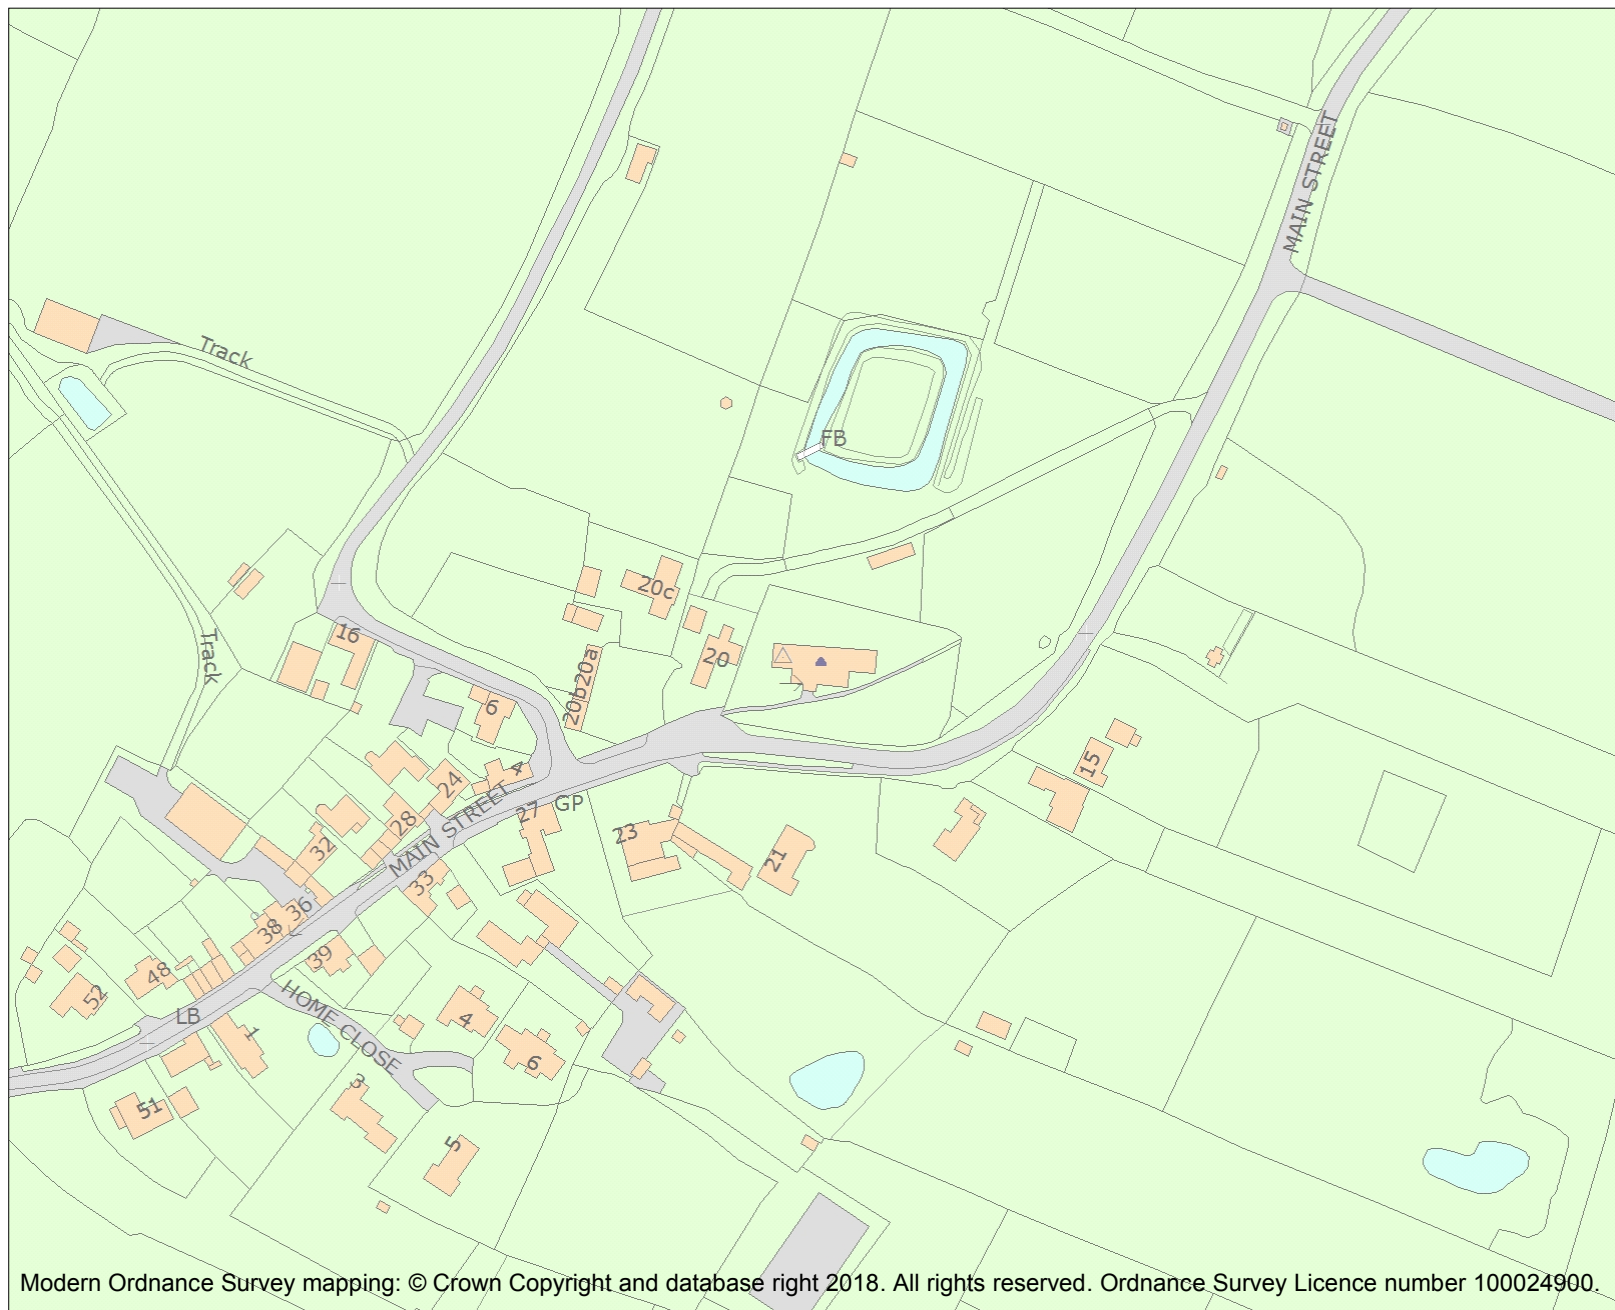 MAIN STREET
Track
FB
20c
16
Track
20
20b20a
6
15
4
24
GP
27
28
MAIN STREET
23
32
21
33
36
38
39
48
52
HOME CLOSE
LB
4
1
6
3
51
5
Modern Ordnance Survey mapping: © Crown Copyright and database right 2018. All rights reserved. Ordnance Survey Licence number 100024900.